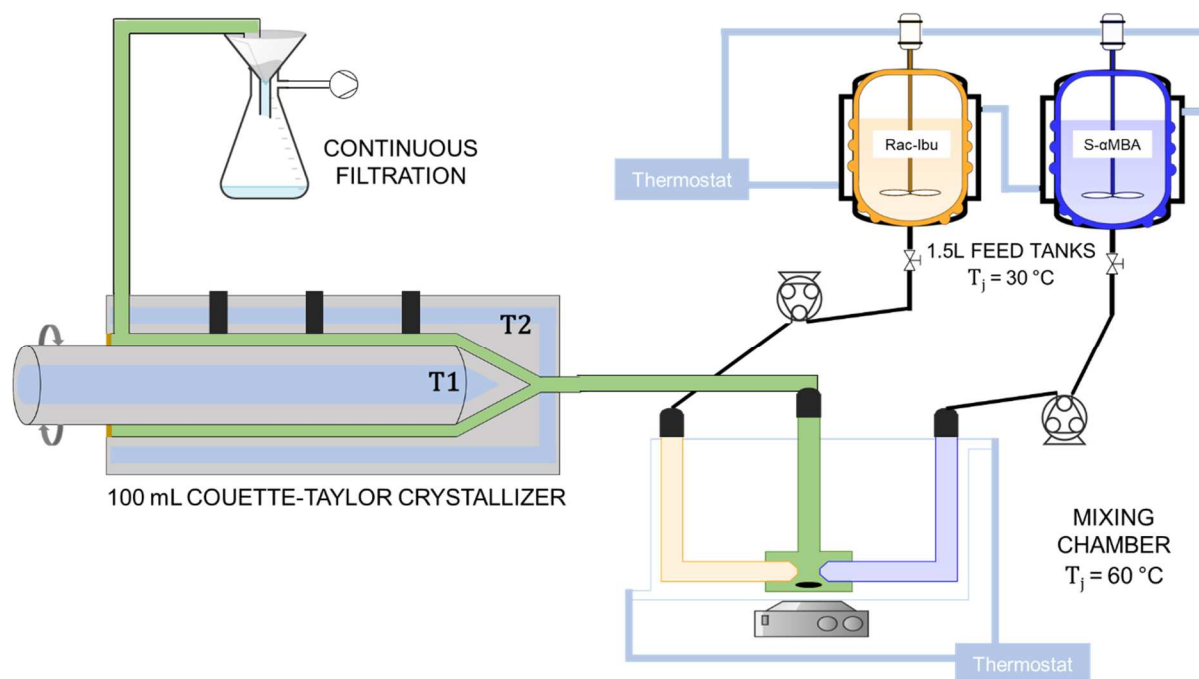 CONTINUOUS
FILTRATION
Thermostat
Rac-Ibu
S-αMBA
1.5L FEED TANKS
Tj = 30 °C
T2
T1
100 mL COUETTE-TAYLOR CRYSTALLIZER
MIXING
CHAMBER
Tj = 60 °C
Thermostat